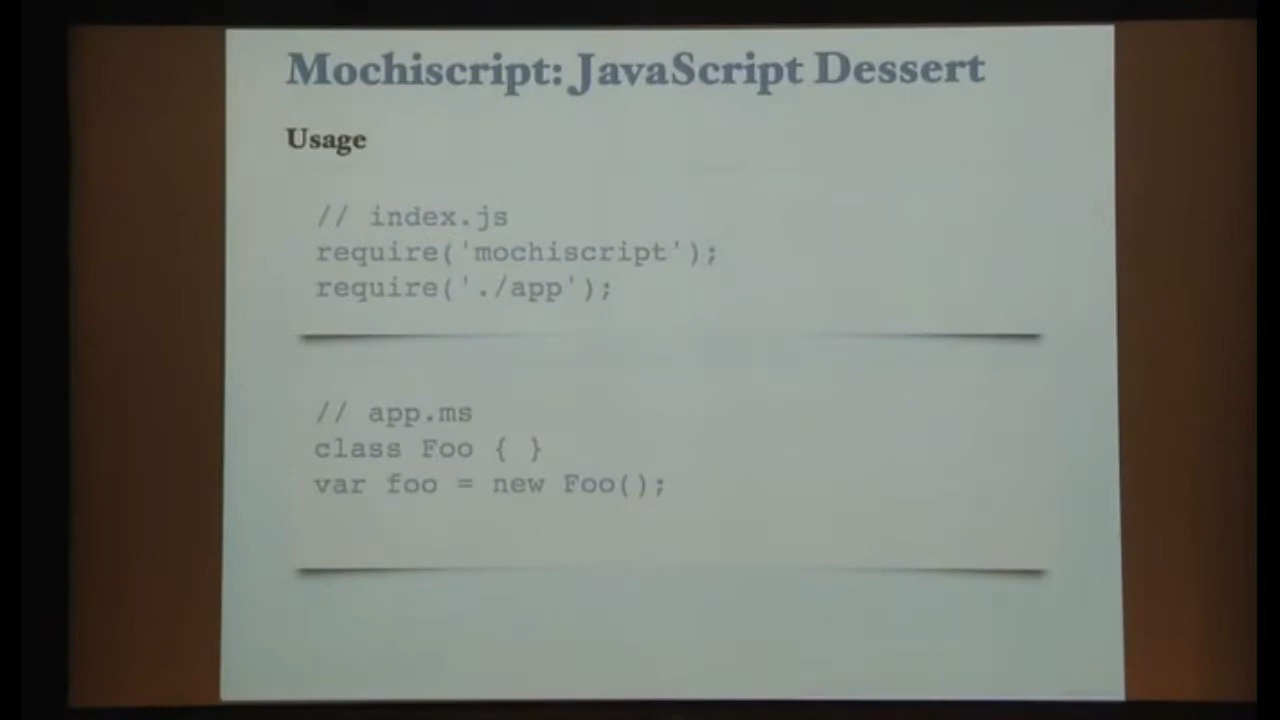 Mochiscript: JavaScript Dessert
Usage
// index.js
require('mochiscript');
require('./app');
// app.ms
class Foo { }
var foo = new Foo();